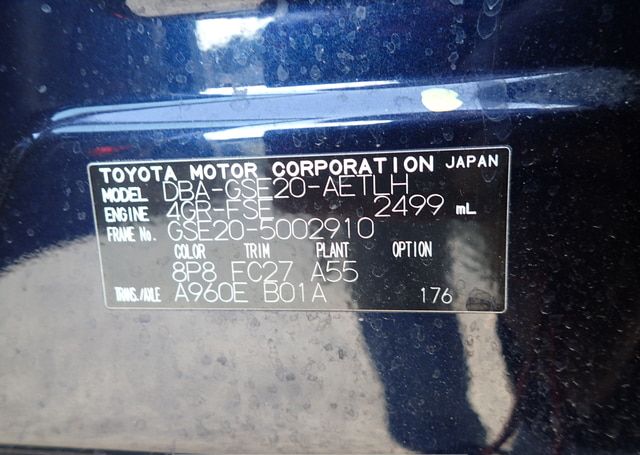 TOYOTA MOTOR CORPORATION JAPAN
MODEL DBA-GSE20-AETLH
ENGINE 4GR-FSE 2499 mL
FRAME No. GSE20-5002910
COLOR TRIM PLANT OPTION
8P8 FC27 A55
TRANS./AXLE A960E B01A 176